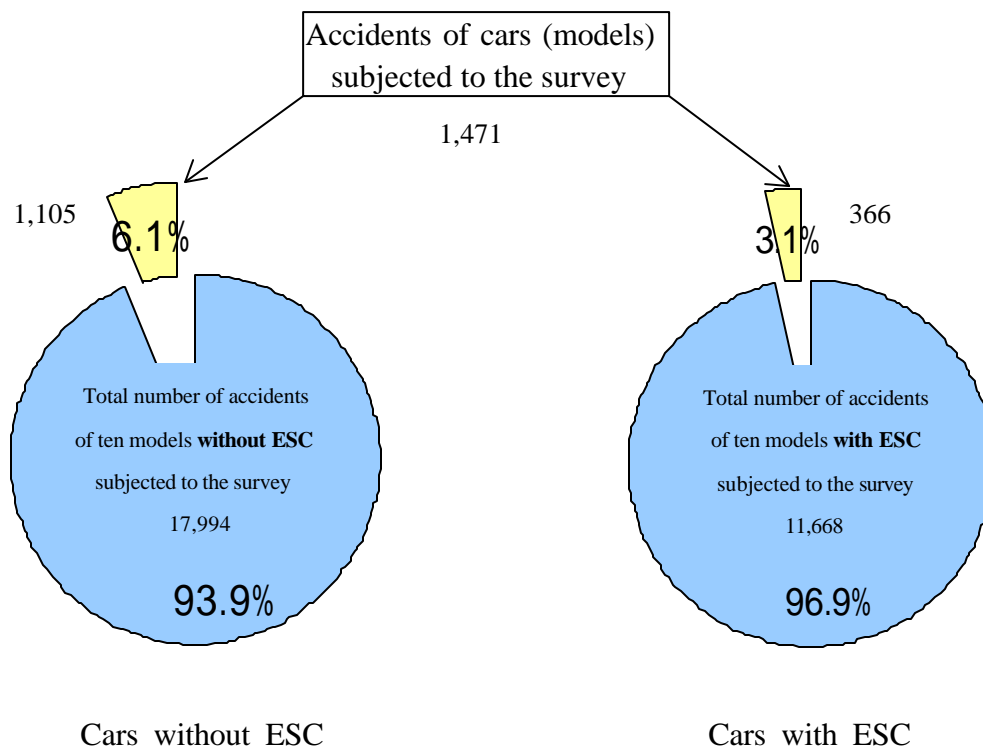 Accidents of cars (models)
subjected to the survey
1,471
1,105
6.1%
366
3.1%
Total number of accidents
of ten models without ESC
subjected to the survey
17,994
93.9%
Total number of accidents
of ten models with ESC
subjected to the survey
11,668
96.9%
Cars without ESC
Cars with ESC